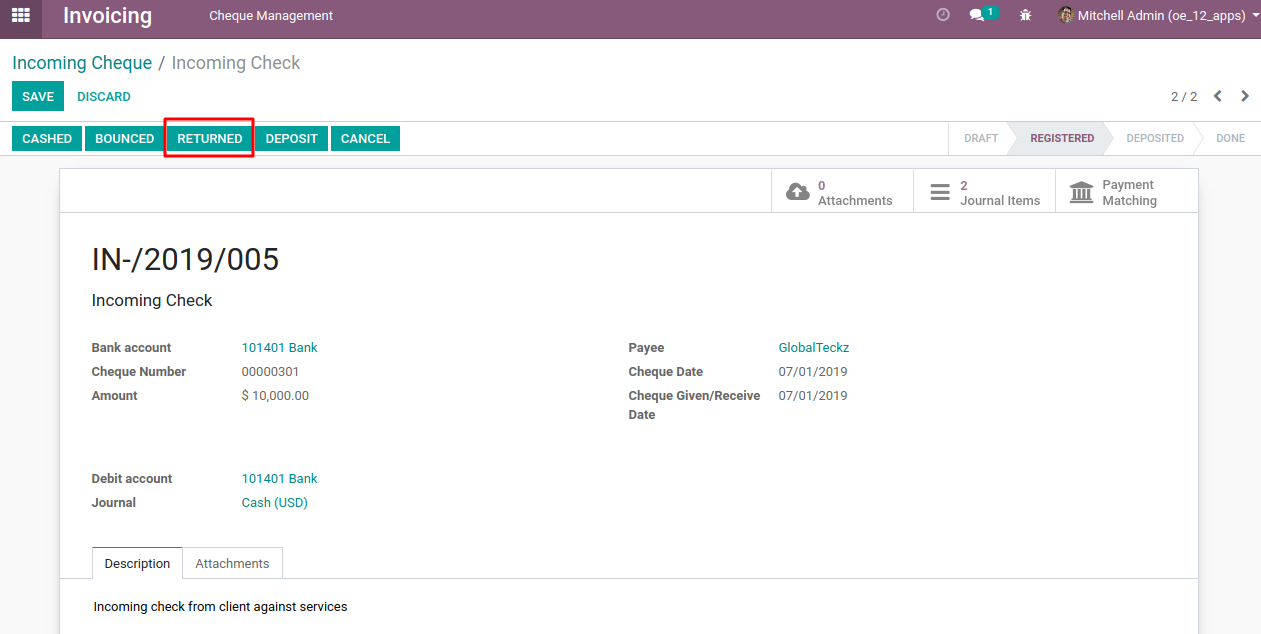 Invoicing Cheque Management 1 Mitchell Admin (oe_12_apps)
Incoming Cheque / Incoming Check
SAVE DISCARD 2 / 2
CASHED BOUNCED RETURNED DEPOSIT CANCEL DRAFT REGISTERED DEPOSITED DONE
0 Attachments
2 Journal Items
Payment Matching
IN-/2019/005
Incoming Check
Bank account 101401 Bank Payee GlobalTeckz
Cheque Number 00000301 Cheque Date 07/01/2019
Amount $ 10,000.00 Cheque Given/Receive 07/01/2019
Date
Debit account 101401 Bank
Journal Cash (USD)
Description Attachments
Incoming check from client against services